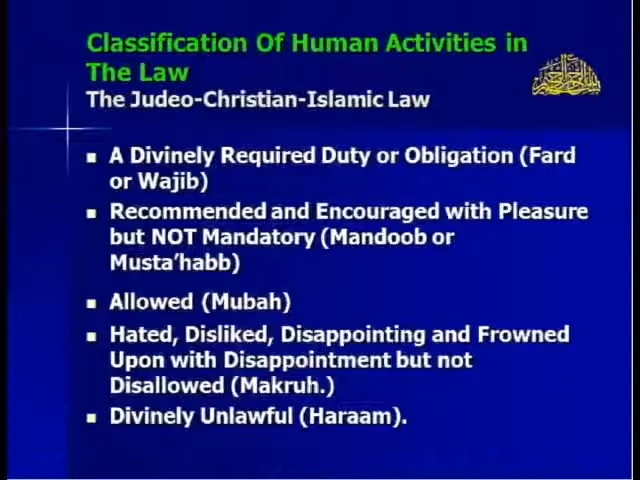 Classification Of Human Activities in
The Law
The Judeo-Christian-Islamic Law
A Divinely Required Duty or Obligation (Fard
or Wajib)
Recommended and Encouraged with Pleasure
but NOT Mandatory (Mandoob or
Musta’habb)
Allowed (Mubah)
Hated, Disliked, Disappointing and Frowned
Upon with Disappointment but not
Disallowed (Makruh.)
Divinely Unlawful (Haraam).